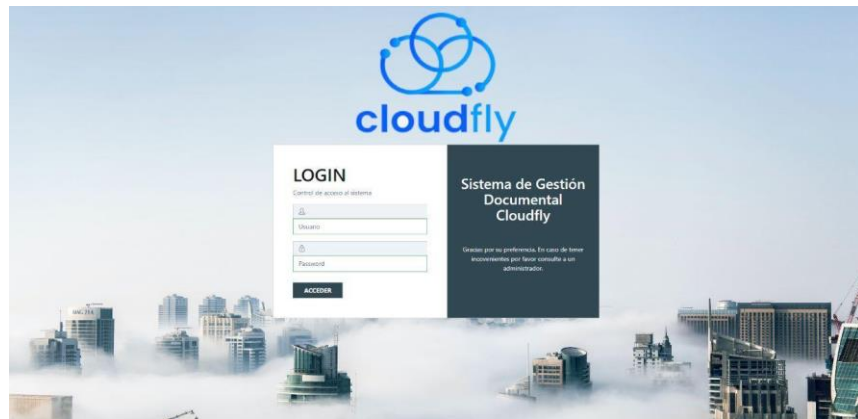 cloudfly
LOGIN
Control de acceso al sistema
Usuario
Password
ACCEDER
Sistema de Gestión
Documental
Cloudfly
Gracias por su preferencia. En caso de tener
incovenientes por favor consulte a un
administrador.